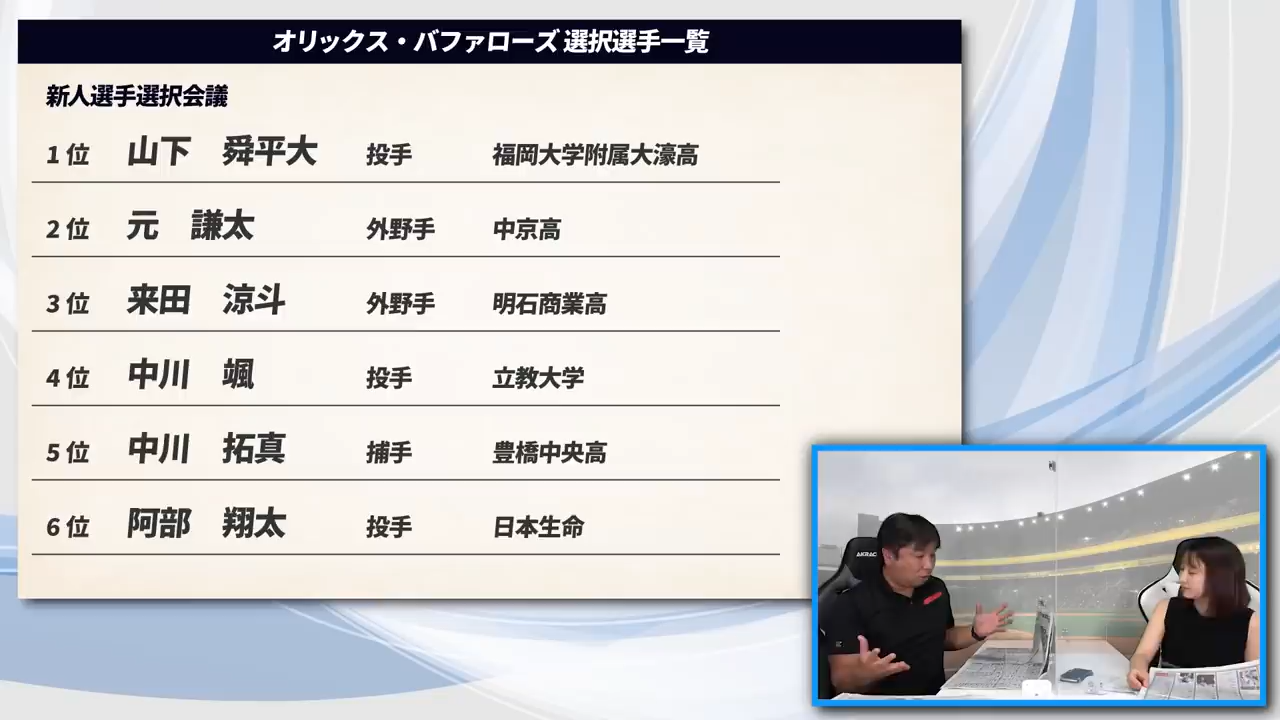 オリックス・バファローズ 選択選手一覧
新人選手選択会議
1位 山下 舜平大 投手 福岡大学附属大濠高
2位 元 謙太 外野手 中京高
3位 来田 涼斗 外野手 明石商業高
4位 中川 颯 投手 立教大学
5位 中川 拓真 捕手 豊橋中央高
6位 阿部 翔太 投手 日本生命
AKRAC